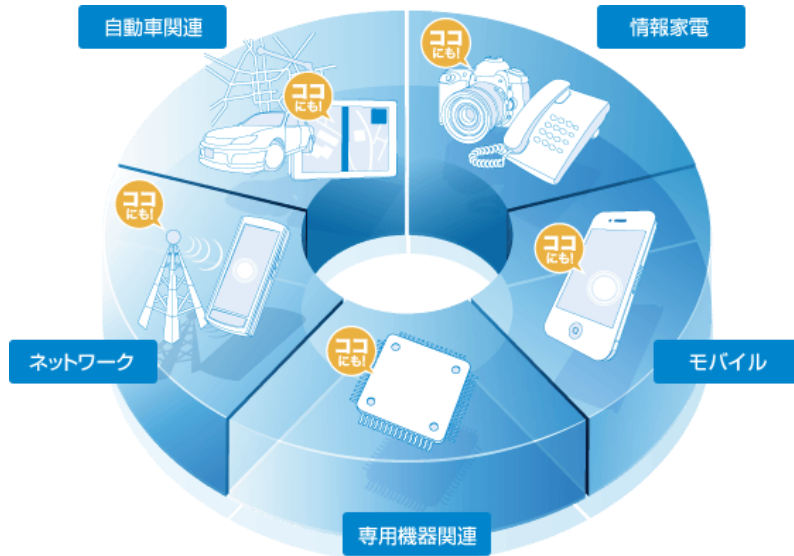 自動車関連
情報家電
ココ
にも!
ココ
にも!
ココ
にも!
ココ
にも!
ネットワーク
ココ
にも!
モバイル
専用機器関連